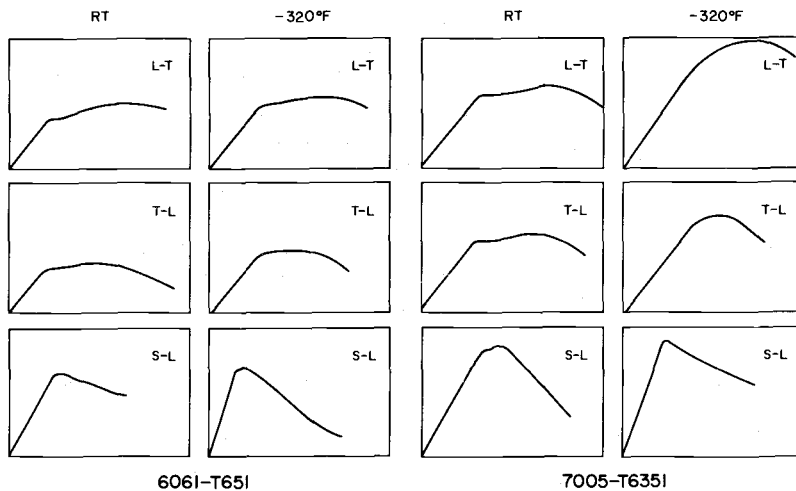 RT -320°F RT -320°F
L-T L-T L-T L-T
T-L T-L T-L T-L
S-L S-L S-L S-L
6061-T651 7005-T6351